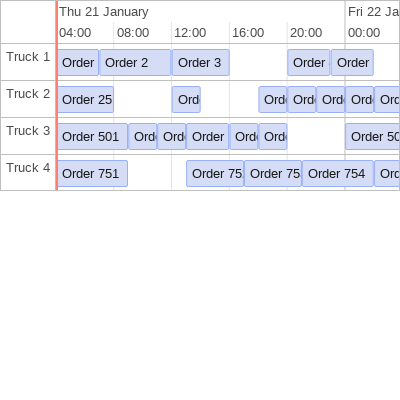 Thu 21 January Fri 22 Ja
04:00 08:00 12:00 16:00 20:00 00:00
Truck 1 Order Order 2 Order 3 Order Order
Truck 2 Order 25 Ord Ord Ord Ord Ord Ord
Truck 3 Order 501 Ord Ord Order Ord Ord Order 50
Truck 4 Order 751 Order 75 Order 75 Order 754 Ord